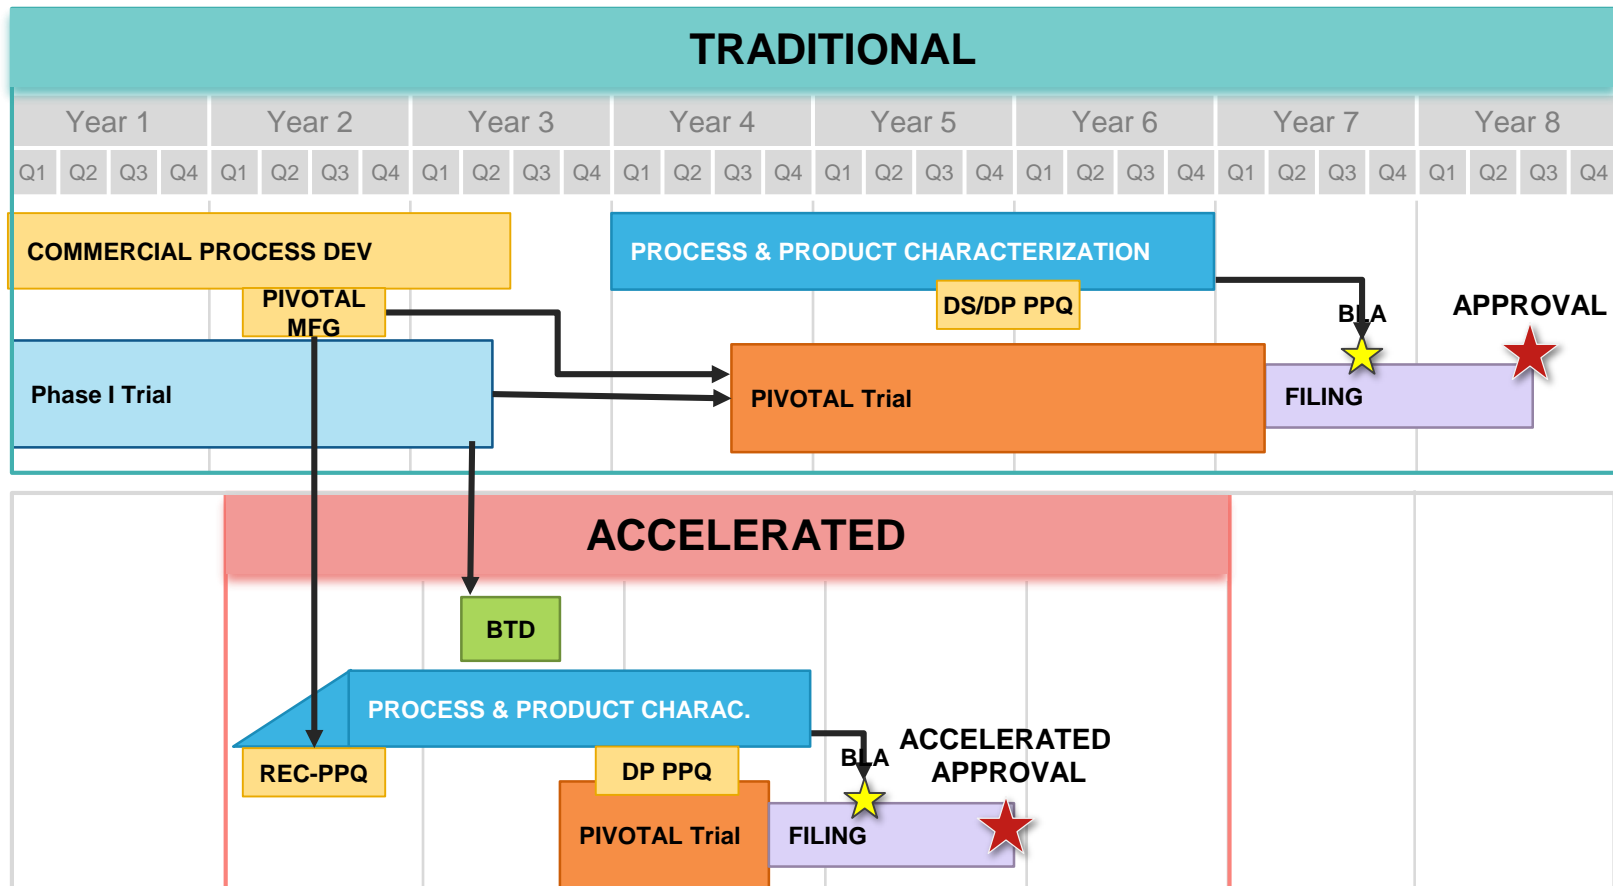 TRADITIONAL
Year 1 Year 2 Year 3 Year 4 Year 5 Year 6 Year 7 Year 8
Q1 Q2 Q3 Q4 Q1 Q2 Q3 Q4 Q1 Q2 Q3 Q4 Q1 Q2 Q3 Q4 Q1 Q2 Q3 Q4 Q1 Q2 Q3 Q4 Q1 Q2 Q3 Q4 Q1 Q2 Q3 Q4
COMMERCIAL PROCESS DEV
PROCESS & PRODUCT CHARACTERIZATION
PIVOTAL
MFG
DS/DP PPQ
BLA
APPROVAL
Phase I Trial
PIVOTAL Trial
FILING
ACCELERATED
BTD
PROCESS & PRODUCT CHARAC.
REC-PPQ
DP PPQ
BLA
ACCELERATED
APPROVAL
PIVOTAL Trial
FILING